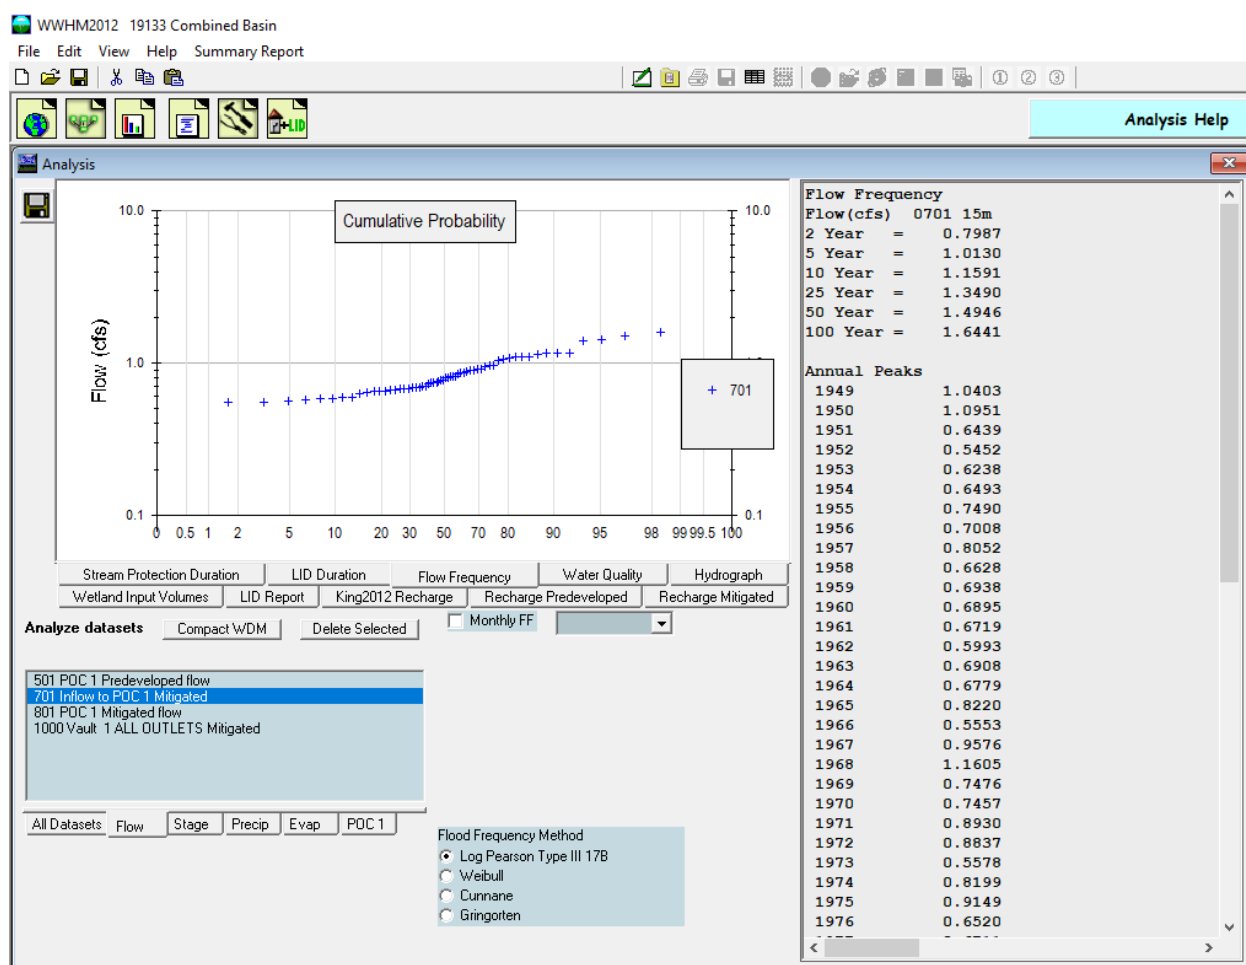 WWHM2012 19133 Combined Basin
File Edit View Help Summary Report
+LID
Analysis Help
Analysis
Cumulative Probability
10.0
1.0
0.1
Flow (cfs)
10.0
0.1
701
0 0.5 1 2 5 10 20 30 50 70 80 90 95 98 99 99.5 100
Stream Protection Duration LID Duration Flow Frequency Water Quality Hydrograph
Wetland Input Volumes LID Report King2012 Recharge Recharge Predeveloped Recharge Mitigated
Analyze datasets Compact WDM Delete Selected Monthly FF
501 POC 1 Predeveloped flow
701 Inflow to POC 1 Mitigated
801 POC 1 Mitigated flow
1000 Vault 1 ALL OUTLETS Mitigated
All Datasets Flow Stage Precip Evap POC 1
Flood Frequency Method
Log Pearson Type III 17B
Weibull
Cunnane
Gringorten
Flow Frequency
Flow(cfs) 0701 15m
2 Year = 0.7987
5 Year = 1.0130
10 Year = 1.1591
25 Year = 1.3490
50 Year = 1.4946
100 Year = 1.6441
Annual Peaks
1949 1.0403
1950 1.0951
1951 0.6439
1952 0.5452
1953 0.6238
1954 0.6493
1955 0.7490
1956 0.7008
1957 0.8052
1958 0.6628
1959 0.6938
1960 0.6895
1961 0.6719
1962 0.5993
1963 0.6908
1964 0.6779
1965 0.8220
1966 0.5553
1967 0.9576
1968 1.1605
1969 0.7476
1970 0.7457
1971 0.8930
1972 0.8837
1973 0.5578
1974 0.8199
1975 0.9149
1976 0.6520